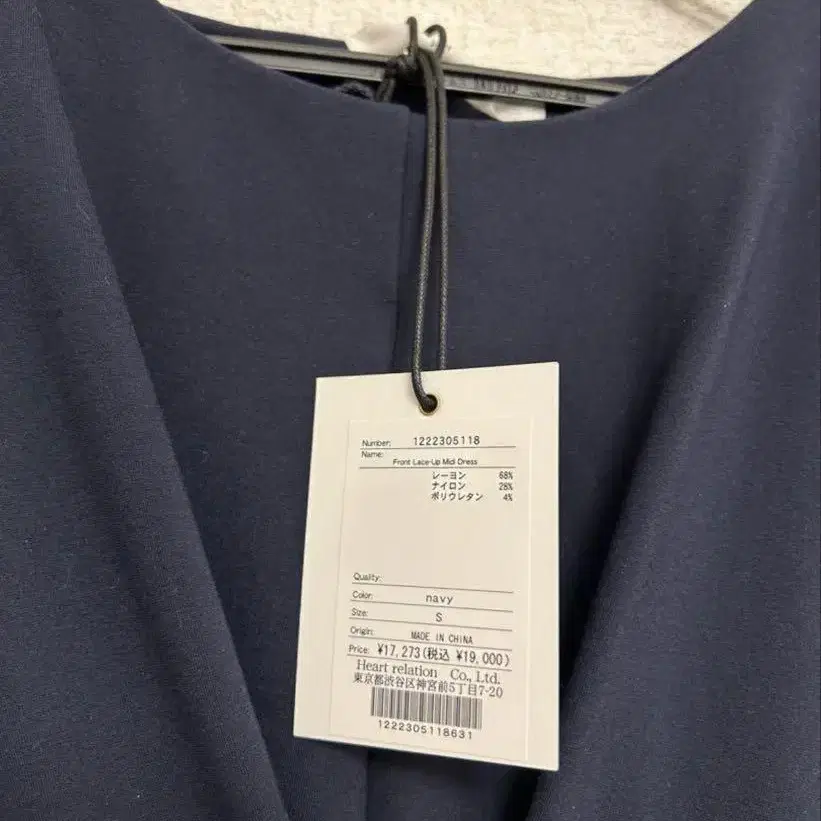 Number: 1222305118
Name:
Front Lace-Up Midi Dress
レーヨン 68%
ナイロン 28%
ポリウレタン 4%
Quality:
Color: navy
Size: S
Origin: MADE IN CHINA
Price: ¥17,273(税込 ¥19,000)
Heart relation Co., Ltd.
東京都渋谷区神宮前5丁目7-20
1222305118631